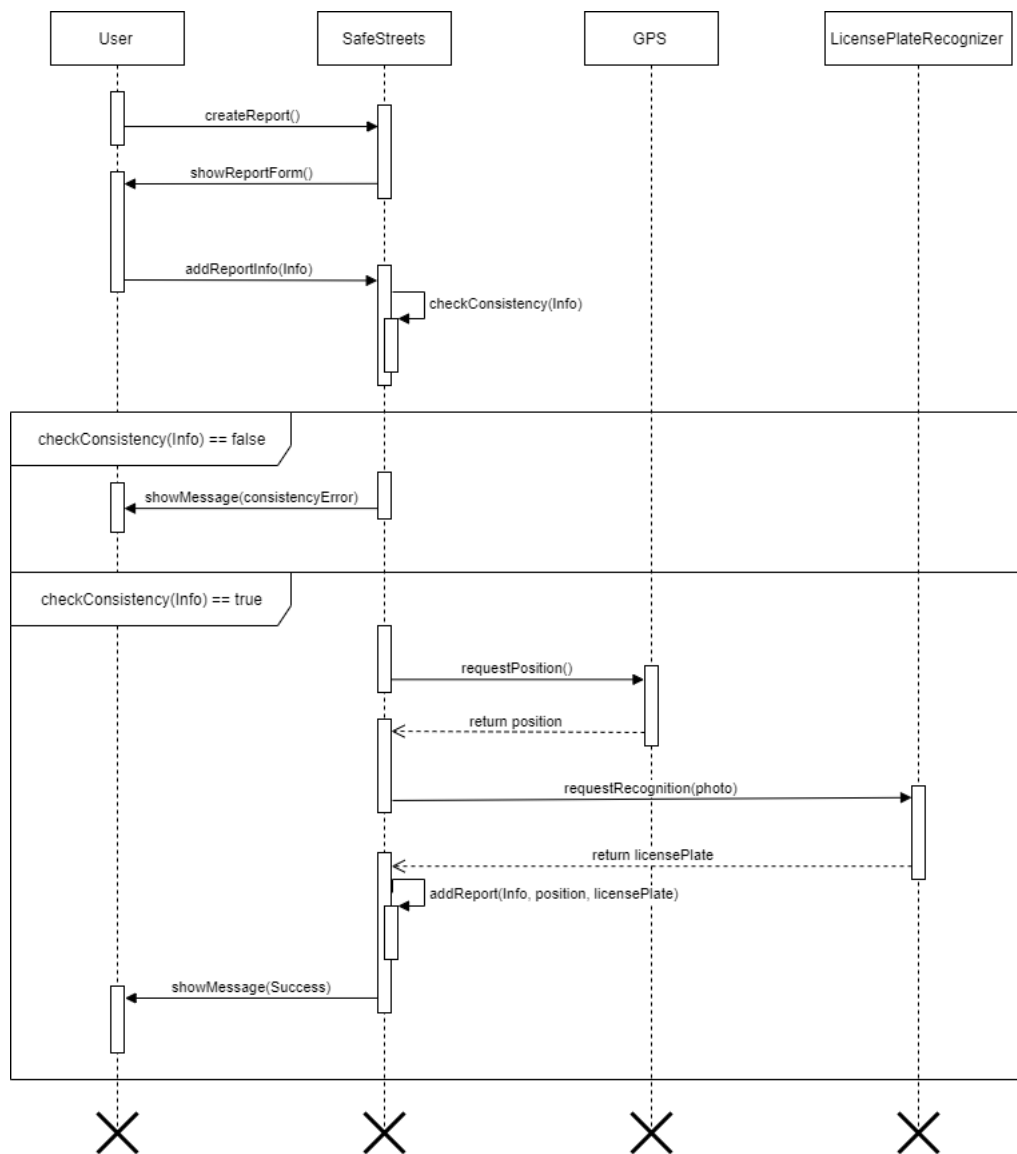 User
SafeStreets
GPS
LicensePlateRecognizer
createReport()
showReportForm()
addReportInfo(Info)
checkConsistency(Info)
checkConsistency(Info) == false
showMessage(consistencyError)
checkConsistency(Info) == true
requestPosition()
return position
requestRecognition(photo)
return licensePlate
addReport(Info, position, licensePlate)
showMessage(Success)